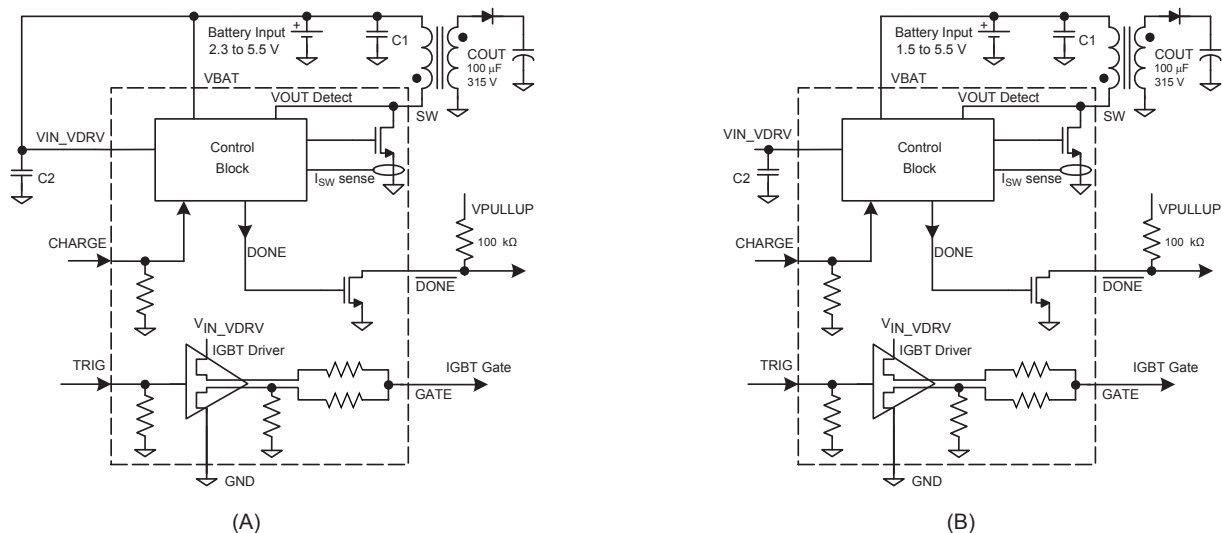 Battery Input
2.3 to 5.5 V
+
C1
COUT
100 μF
315 V
VBAT
VOUT Detect
SW
VIN_VDRV
C2
Control
Block
ISW sense
VPULLUP
100 kΩ
CHARGE
DONE
DONE
VIN_VDRV
IGBT Driver
TRIG
IGBT Gate
GATE
GND
(A)
Battery Input
1.5 to 5.5 V
+
C1
COUT
100 μF
315 V
VBAT
VOUT Detect
SW
VIN_VDRV
C2
Control
Block
ISW sense
VPULLUP
100 kΩ
CHARGE
DONE
DONE
VIN_VDRV
IGBT Driver
TRIG
IGBT Gate
GATE
GND
(B)